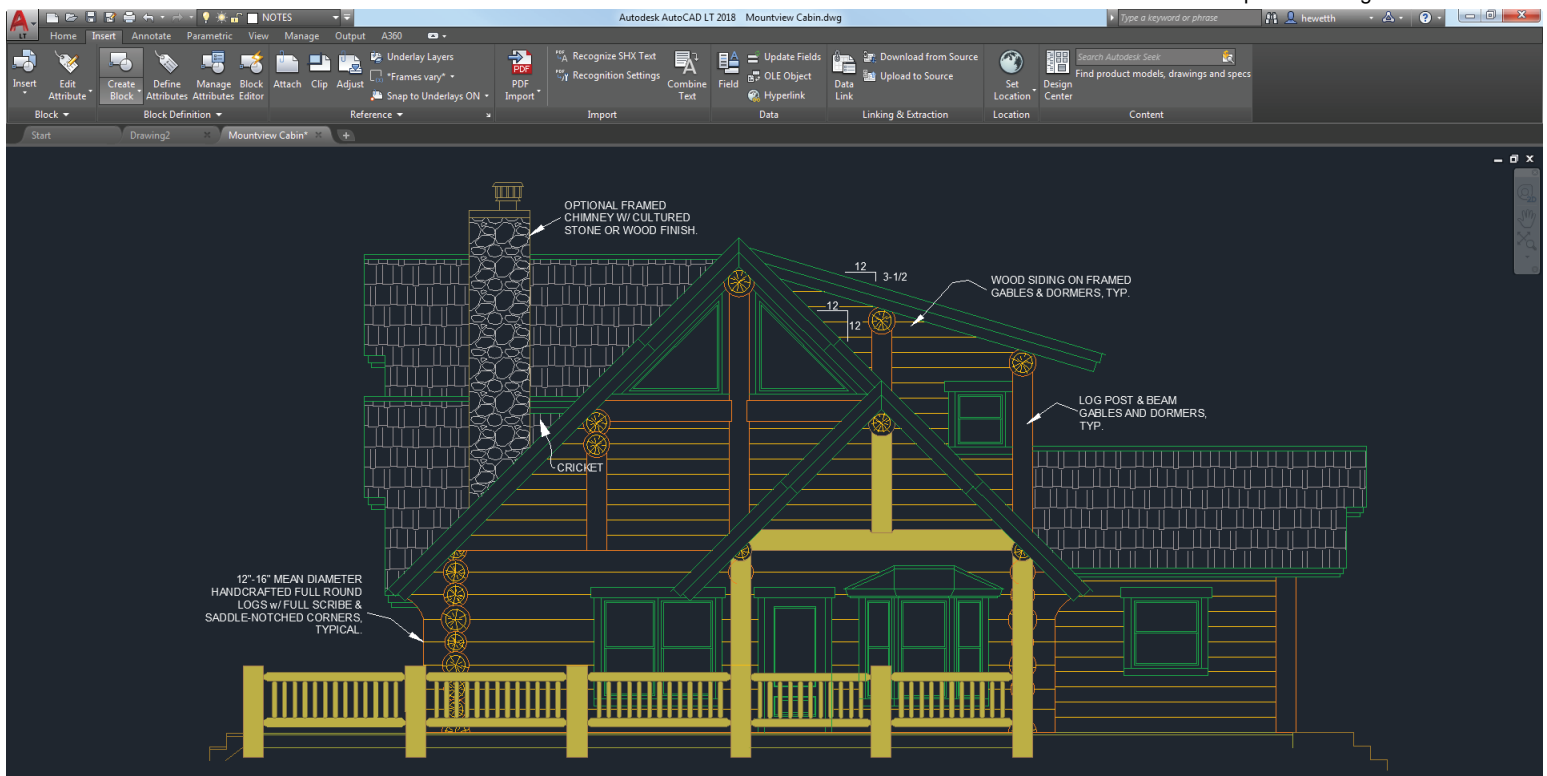 NOTES
Autodesk AutoCAD LT 2018 Mountview Cabin.dwg
Type a keyword or phrase
hewetth
LT
Home Insert Annotate Parametric View Manage Output A360
Insert
Edit
Attribute
Block
Create
Block
Define
Attributes
Manage
Attributes
Block
Editor
Block Definition
Attach
Clip
Adjust
Underlay Layers
*Frames vary*
Snap to Underlays ON
Reference
PDF
PDF
Import
Recognize SHX Text
Recognition Settings
Combine
Text
Import
Field
Update Fields
OLE Object
Hyperlink
Data
Data
Link
Download from Source
Upload to Source
Linking & Extraction
Set
Location
Location
Design
Center
Search Autodesk Seek
Find product models, drawings and specs
Content
Start
Drawing2
Mountview Cabin*
OPTIONAL FRAMED
CHIMNEY W/ CULTURED
STONE OR WOOD FINISH.
12
3-1/2
12
12
WOOD SIDING ON FRAMED
GABLES & DORMERS, TYP.
LOG POST & BEAM
GABLES AND DORMERS,
TYP.
CRICKET
12"-16" MEAN DIAMETER
HANDCRAFTED FULL ROUND
LOGS w/ FULL SCRIBE &
SADDLE-NOTCHED CORNERS,
TYPICAL.